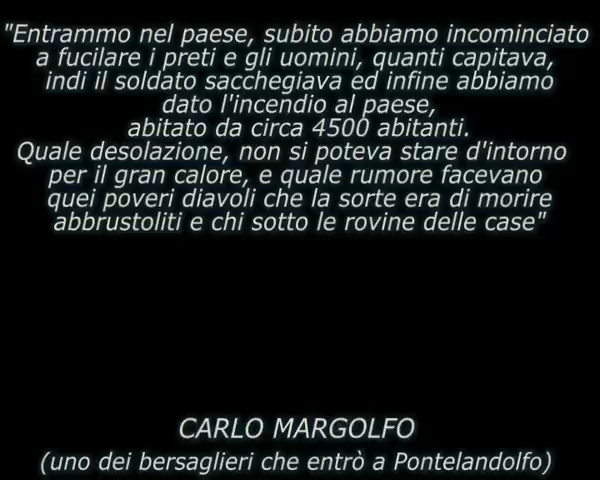 "Entrammo nel paese, subito abbiamo incominciato
a fucilare i preti e gli uomini, quanti capitava,
indi il soldato saccheggiava ed infine abbiamo
dato l'incendio al paese,
abitato da circa 4500 abitanti.
Quale desolazione, non si poteva stare d'intorno
per il gran calore, e quale rumore facevano
quei poveri diavoli che la sorte era di morire
abbrustoliti e chi sotto le rovine delle case"
CARLO MARGOLFO
(uno dei bersaglieri che entrò a Pontelandolfo)